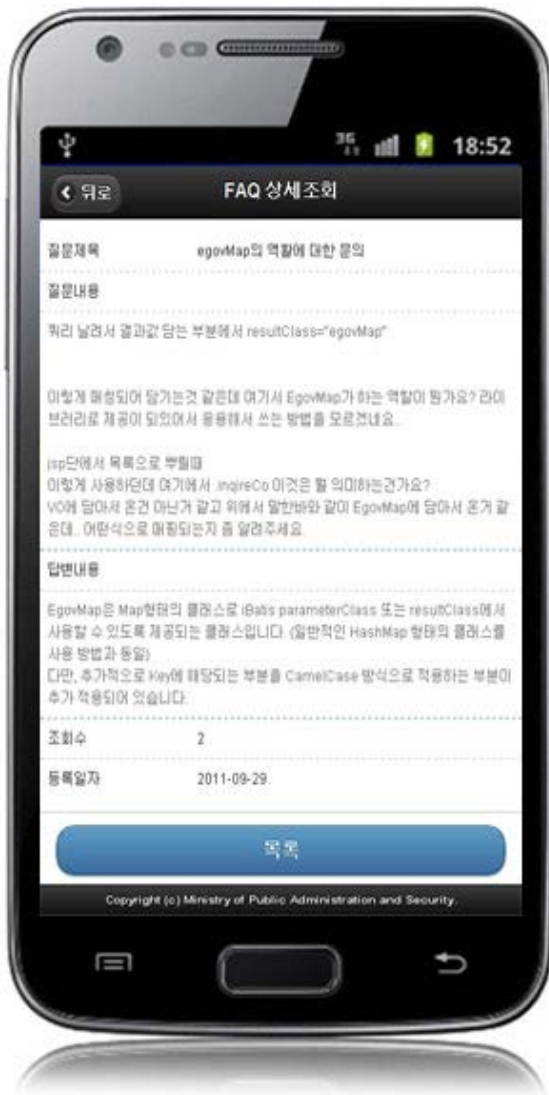 3G
18:52
뒤로
FAQ 상세조회
질문제목 egovMap의 역활에 대한 문의
질문내용
쿼리 날려서 결과값 담는 부분에서 resultClass="egovMap"
이렇게 매칭되어 담기는것 같은데 여기서 EgovMap가 하는 역활이 뭔가요? 라이
브러리로 제공이 되있어서 응용해서 쓰는 방법을 모르겠네요..
jsp단에서 목록으로 뿌릴때
이렇게 사용하던데 여기에서 .inqireCo 이것은 뭘 의미하는건가요?
VO에 담아서 온건 아닌거 같고 위에서 말한바와 같이 EgovMap에 담아서 온거 같
은데.. 어떤식으로 매핑되는지 좀 알려주세요
답변내용
EgovMap은 Map형태의 클래스로 iBatis parameterClass 또는 resultClass에서
사용할 수 있도록 제공되는 클래스입니다. (일반적인 HashMap 형태의 클래스를
사용 방법과 동일)
다만, 추가적으로 Key에 해당되는 부분을 CamelCase 방식으로 적용하는 부분이
추가 적용되어 있습니다.
조회수 2
등록일자 2011-09-29
목록
Copyright (c) Ministry of Public Administration and Security.